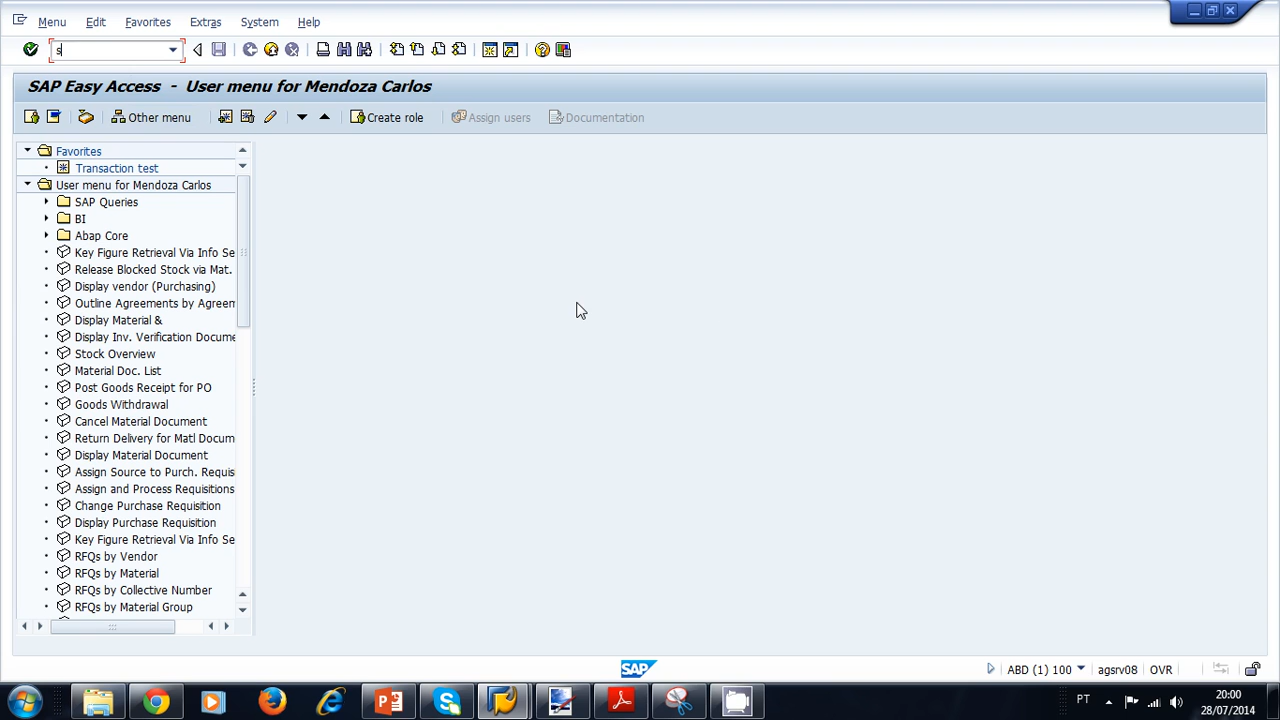 Menu Edit Favorites Extras System Help
s
SAP Easy Access - User menu for Mendoza Carlos
Other menu Create role Assign users Documentation
Favorites
Transaction test
User menu for Mendoza Carlos
SAP Queries
BI
Abap Core
Key Figure Retrieval Via Info Se
Release Blocked Stock via Mat.
Display vendor (Purchasing)
Outline Agreements by Agreem
Display Material &
Display Inv. Verification Docume
Stock Overview
Material Doc. List
Post Goods Receipt for PO
Goods Withdrawal
Cancel Material Document
Return Delivery for Matl Docum
Display Material Document
Assign Source to Purch. Requis
Assign and Process Requisitions
Change Purchase Requisition
Display Purchase Requisition
Key Figure Retrieval Via Info Se
RFQs by Vendor
RFQs by Material
RFQs by Collective Number
RFQs by Material Group
SAP
ABD (1) 100 agsrv08 OVR
PT
20:00
28/07/2014